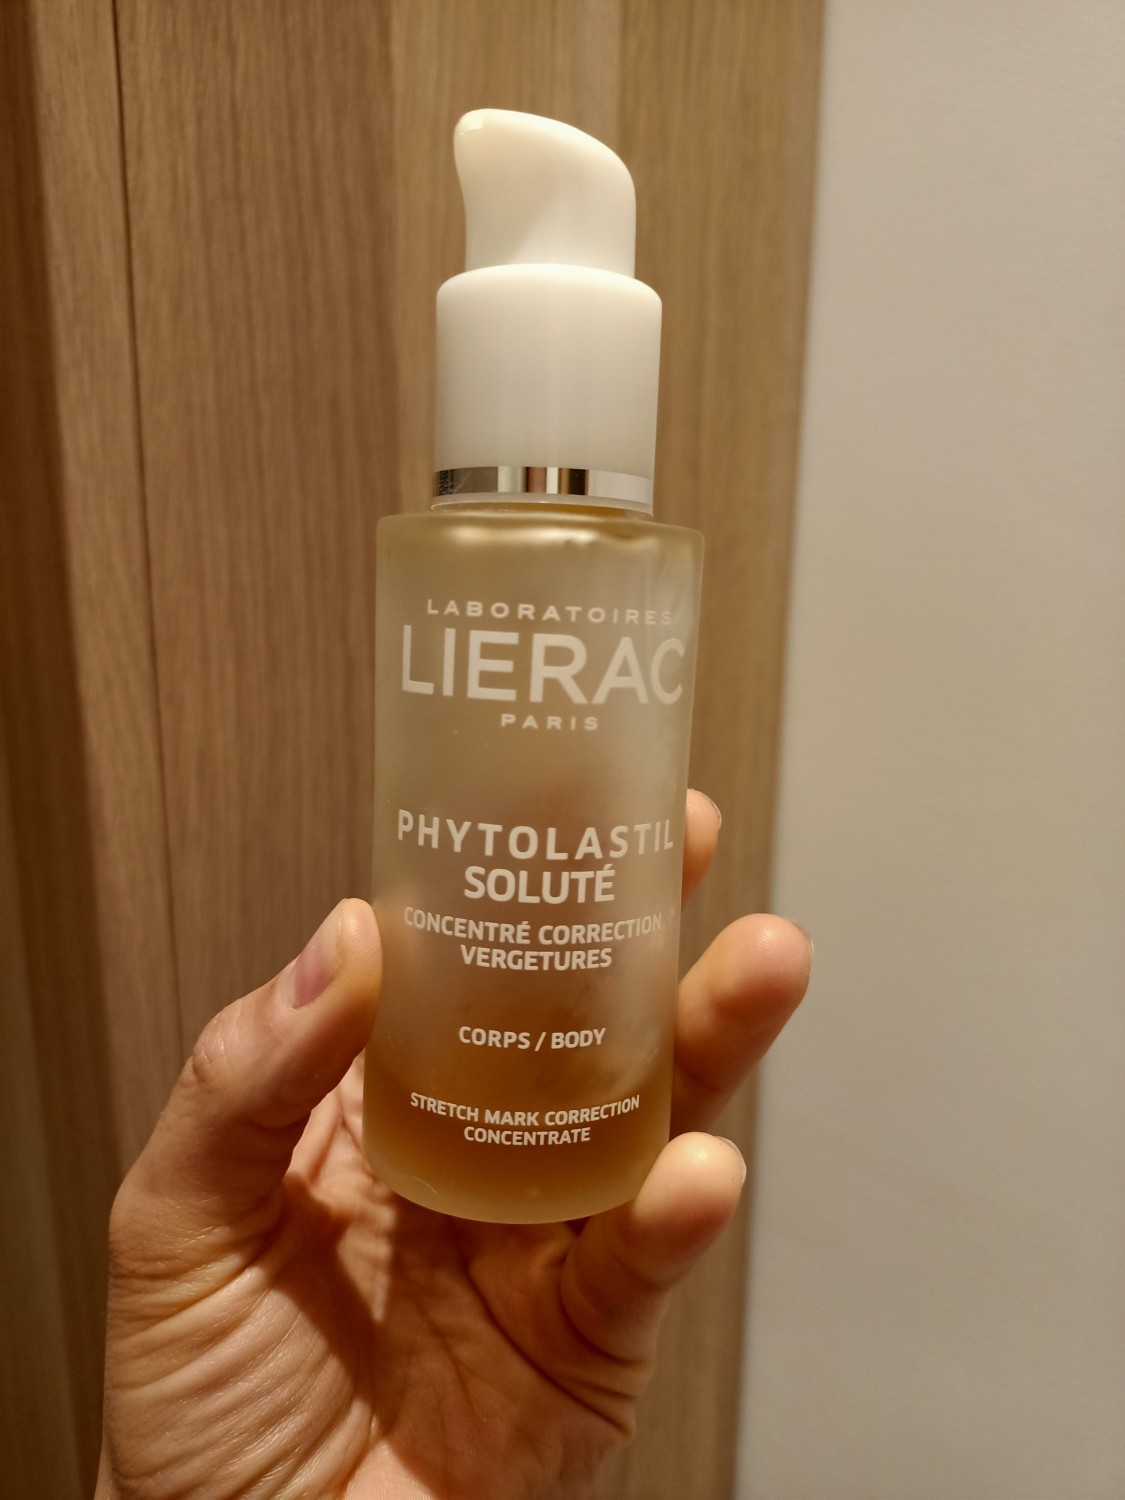 LABORATOIRES
LIERAC
PARIS
PHYTOLASTIL
SOLUTÉ
CONCENTRÉ CORRECTION
VERGETURES
CORPS / BODY
STRETCH MARK CORRECTION
CONCENTRATE